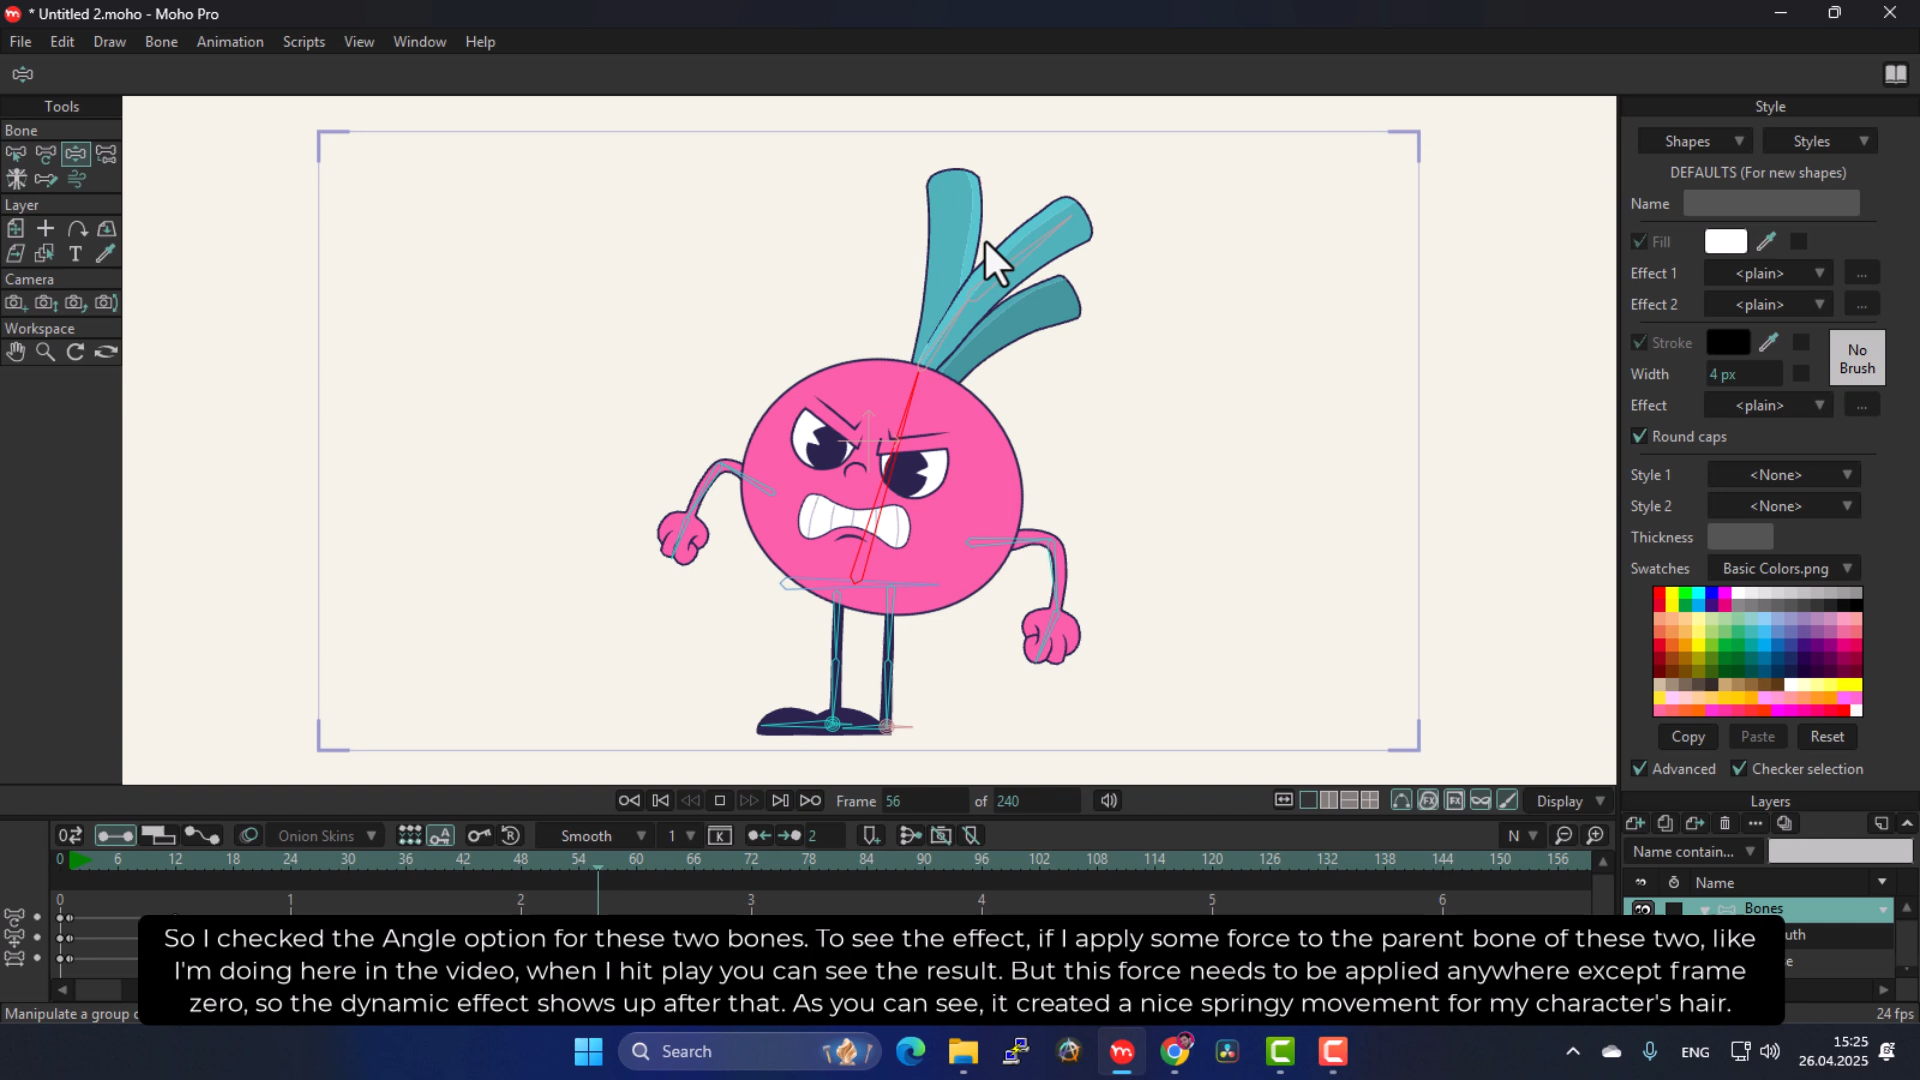 * Untitled 2.moho - Moho Pro
File Edit Draw Bone Animation Scripts View Window Help
Tools
Bone
Layer
T
Camera
Workspace
Style
Shapes Styles
DEFAULTS (For new shapes)
Name
Fill
Effect 1 <plain> ...
Effect 2 <plain> ...
Stroke
No Brush
Width 4 px
Effect <plain> ...
Round caps
Style 1 <None>
Style 2 <None>
Thickness
Swatches Basic Colors.png
Copy Paste Reset
Advanced Checker selection
Frame 56 of 240
Display
Onion Skins Smooth 1 2 N
0 6 12 18 24 30 36 42 48 54 60 66 72 78 84 90 96 102 108 114 120 126 132 138 144 150 156
0 1 2 3 4 5 6
Layers
Name contain...
Name
Bones
uth
e
So I checked the Angle option for these two bones. To see the effect, if I apply some force to the parent bone of these two, like
I'm doing here in the video, when I hit play you can see the result. But this force needs to be applied anywhere except frame
zero, so the dynamic effect shows up after that. As you can see, it created a nice springy movement for my character's hair.
Manipulate a group
24 fps
Search
ENG
15:25
26.04.2025